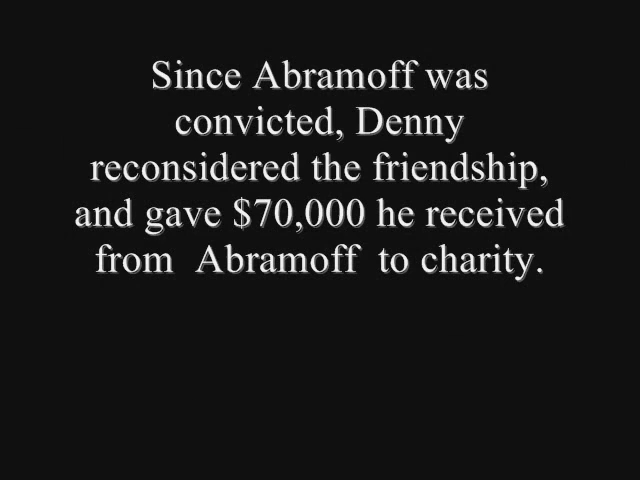 Since Abramoff was
convicted, Denny
reconsidered the friendship,
and gave $70,000 he received
from Abramoff to charity.